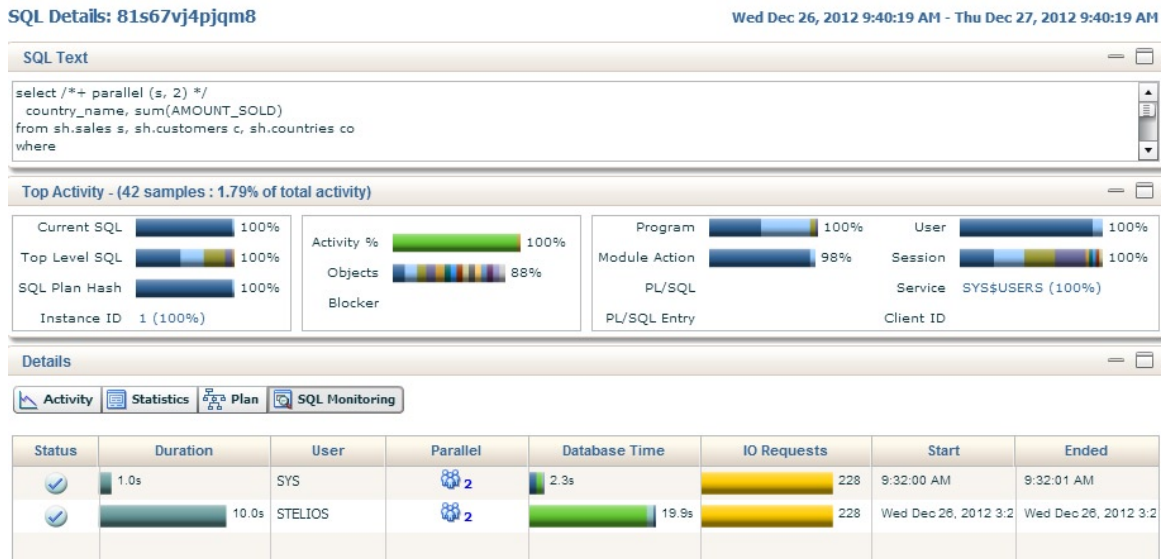 SQL Details: 81s67vj4pjqm8
Wed Dec 26, 2012 9:40:19 AM - Thu Dec 27, 2012 9:40:19 AM
SQL Text
select /*+ parallel (s, 2) */
country_name, sum(AMOUNT_SOLD)
from sh.sales s, sh.customers c, sh.countries co
where
Top Activity - (42 samples : 1.79% of total activity)
Current SQL 100%
Top Level SQL 100%
SQL Plan Hash 100%
Instance ID 1 (100%)
Activity % 100%
Objects 88%
Blocker
Program 100%
Module Action 98%
PL/SQL
PL/SQL Entry
User 100%
Session 100%
Service SYS$USERS (100%)
Client ID
Details
Activity Statistics Plan SQL Monitoring
Status Duration User Parallel Database Time IO Requests Start Ended
1.0s SYS 2 2.3s 228 9:32:00 AM 9:32:01 AM
10.0s STELIOS 2 19.9s 228 Wed Dec 26, 2012 3:2 Wed Dec 26, 2012 3:2